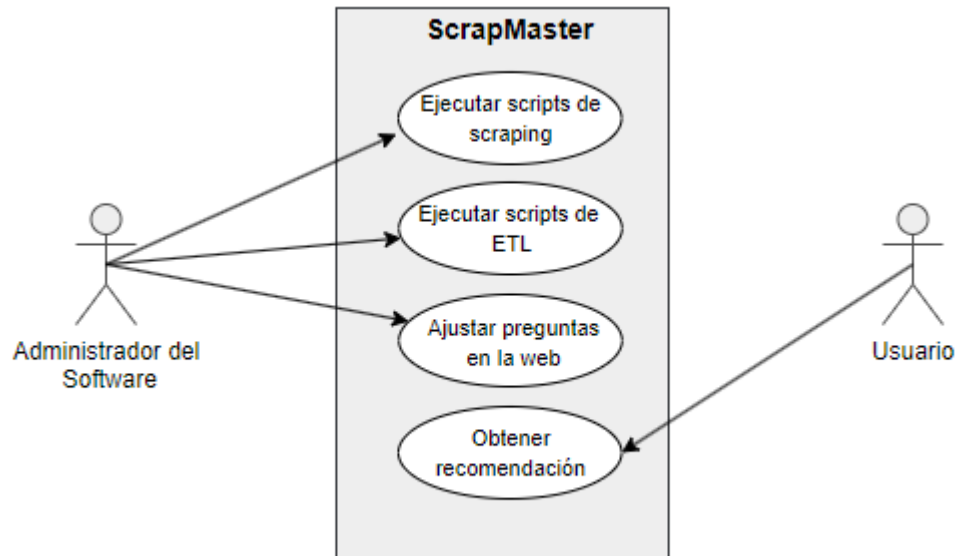 ScrapMaster
Ejecutar scripts de
scraping
Ejecutar scripts de
ETL
Ajustar preguntas
en la web
Obtener
recomendación
Administrador del
Software
Usuario